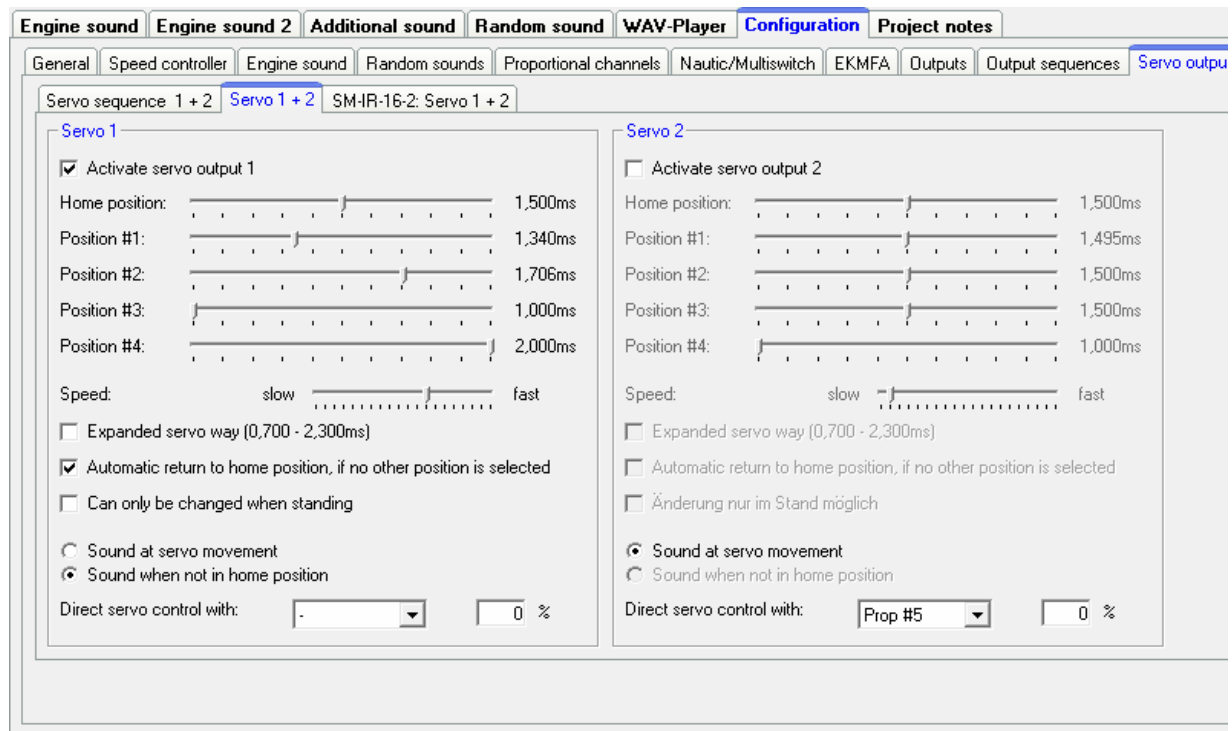 Engine sound Engine sound 2 Additional sound Random sound WAV-Player Configuration Project notes
General Speed controller Engine sound Random sounds Proportional channels Nautic/Multiswitch EKMFA Outputs Output sequences Servo outpu
Servo sequence 1 + 2 Servo 1 + 2 SM-IR-16-2: Servo 1 + 2
Servo 1
Activate servo output 1
Home position: 1,500ms
Position #1: 1,340ms
Position #2: 1,706ms
Position #3: 1,000ms
Position #4: 2,000ms
Speed: slow fast
Expanded servo way (0,700 - 2,300ms)
Automatic return to home position, if no other position is selected
Can only be changed when standing
Sound at servo movement
Sound when not in home position
Direct servo control with: - 0 %
Servo 2
Activate servo output 2
Home position: 1,500ms
Position #1: 1,495ms
Position #2: 1,500ms
Position #3: 1,500ms
Position #4: 1,000ms
Speed: slow fast
Expanded servo way (0,700 - 2,300ms)
Automatic return to home position, if no other position is selected
Änderung nur im Stand möglich
Sound at servo movement
Sound when not in home position
Direct servo control with: Prop #5 0 %